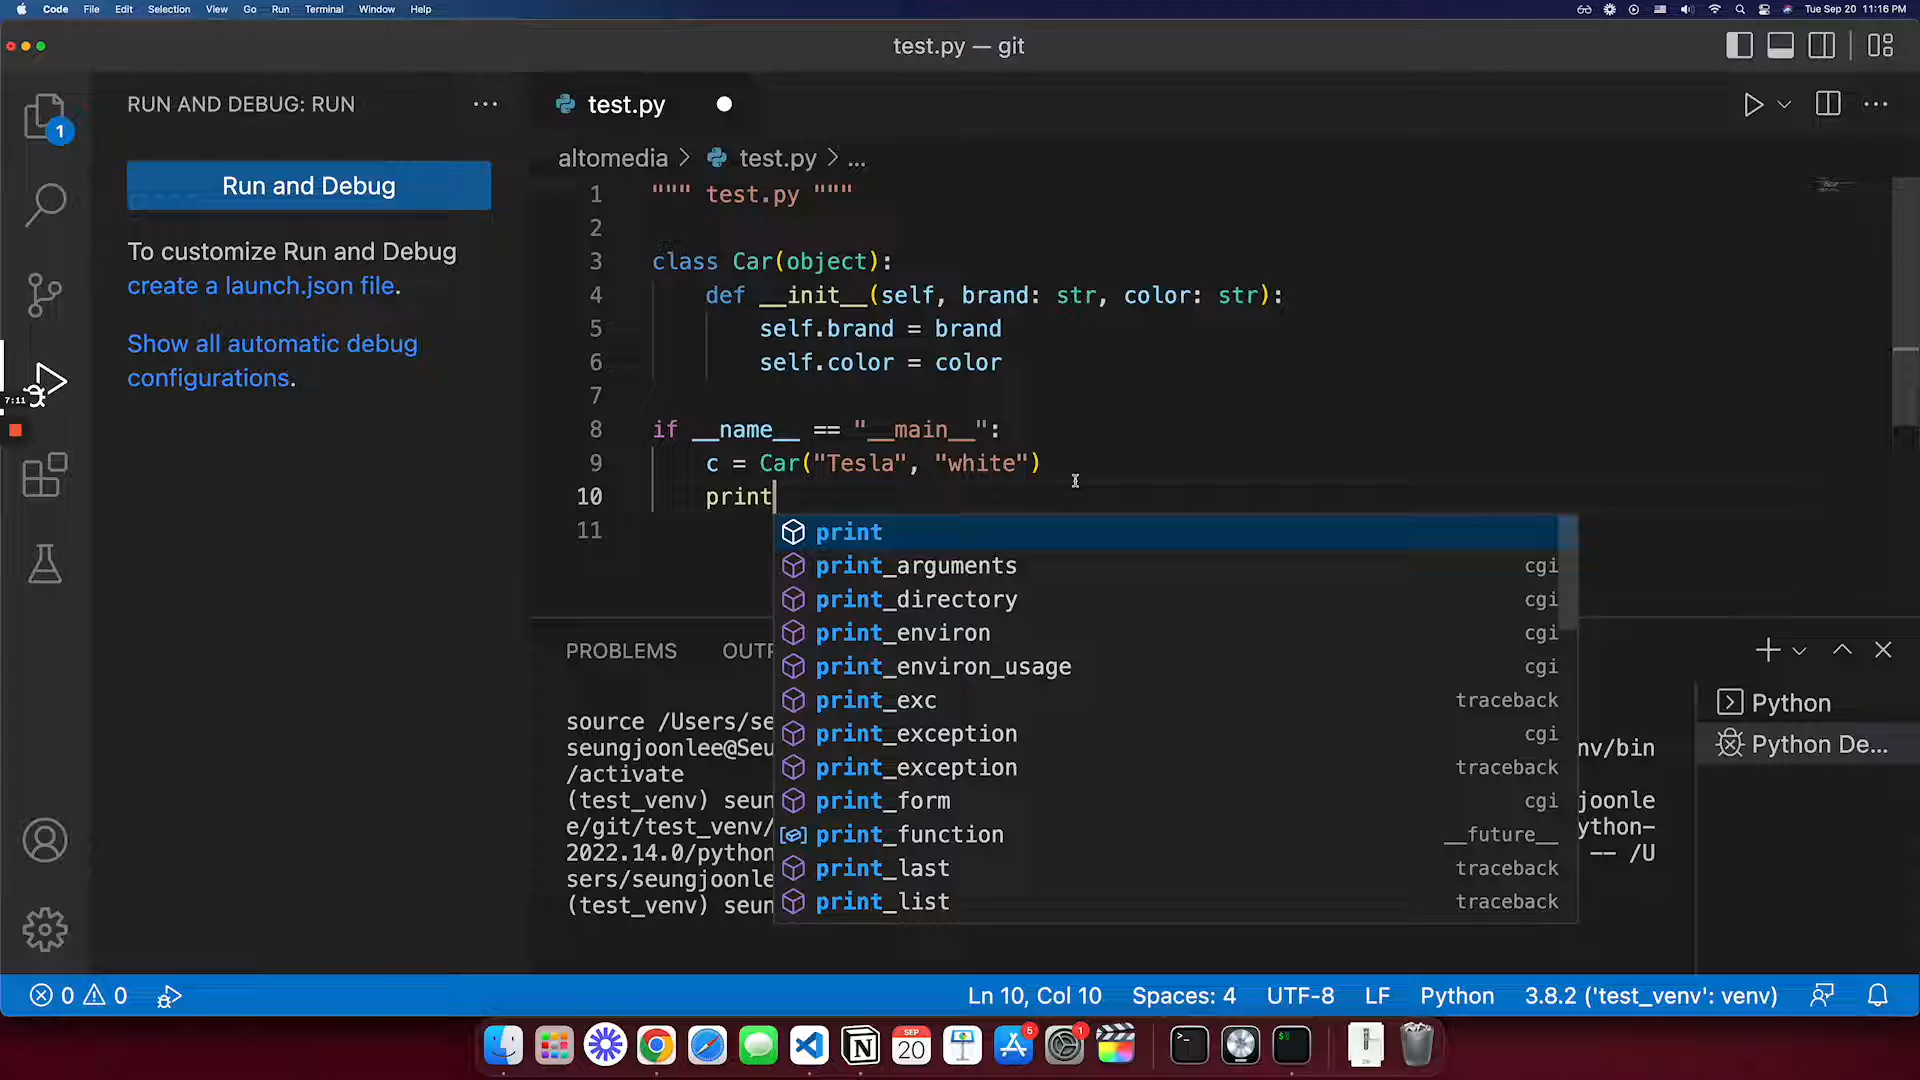 Code File Edit Selection View Go Run Terminal Window Help
Tue Sep 20 11:16 PM
test.py — git
RUN AND DEBUG: RUN
Run and Debug
To customize Run and Debug
create a launch.json file.
Show all automatic debug
configurations.
1
7:11
test.py
altomedia > test.py > ...
1 """ test.py """
2
3 class Car(object):
4 def __init__(self, brand: str, color: str):
5 self.brand = brand
6 self.color = color
7
8 if __name__ == "__main__":
9 c = Car("Tesla", "white")
10 print
11
print
print_arguments cgi
print_directory cgi
print_environ cgi
print_environ_usage cgi
print_exc traceback
print_exception cgi
print_exception traceback
print_form cgi
print_function __future__
print_last traceback
print_list traceback
PROBLEMS
source /Users/se
seungjoonlee@Seu nv/bin
/activate
(test_venv) seun joonle
e/git/test_venv/ ython-
2022.14.0/python -- /U
sers/seungjoonle
(test_venv) seun
Python
Python De...
0 0
Ln 10, Col 10 Spaces: 4 UTF-8 LF Python 3.8.2 ('test_venv': venv)
SEP
20
5
1